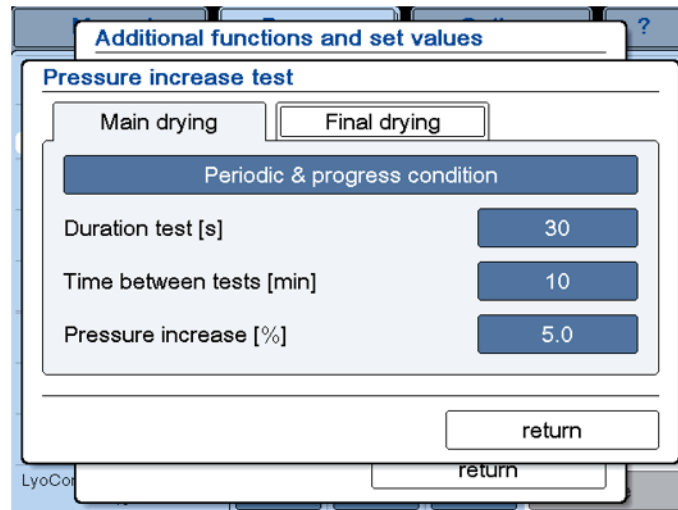 ?
Additional functions and set values
Pressure increase test
Main drying
Final drying
Periodic & progress condition
Duration test [s] 30
Time between tests [min] 10
Pressure increase [%] 5.0
return
return